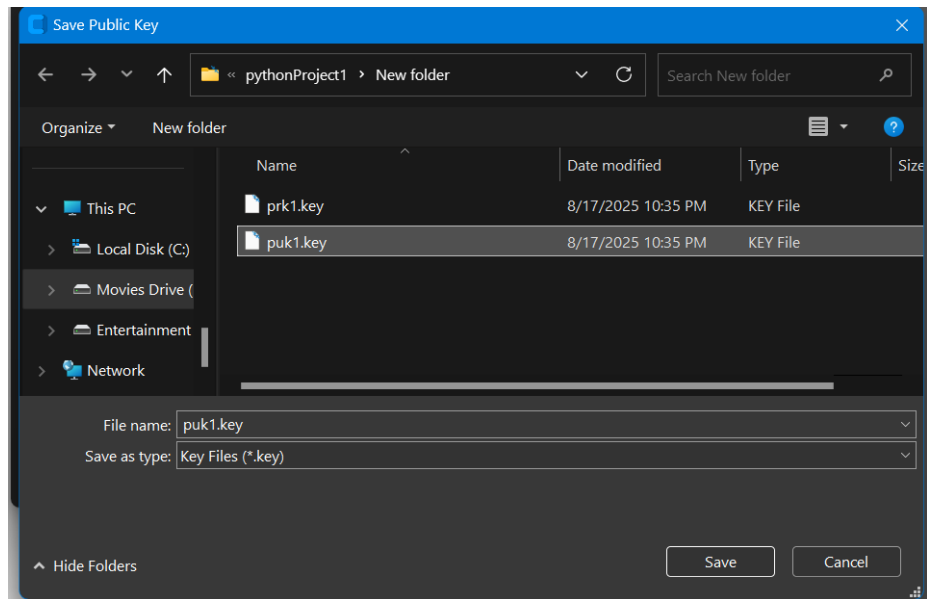 Save Public Key
« pythonProject1 > New folder
Search New folder
Organize
New folder
Name
Date modified
Type
Size
This PC
prk1.key
8/17/2025 10:35 PM
KEY File
Local Disk (C:)
puk1.key
8/17/2025 10:35 PM
KEY File
Movies Drive (
Entertainment
Network
File name: puk1.key
Save as type: Key Files (*.key)
Hide Folders
Save
Cancel